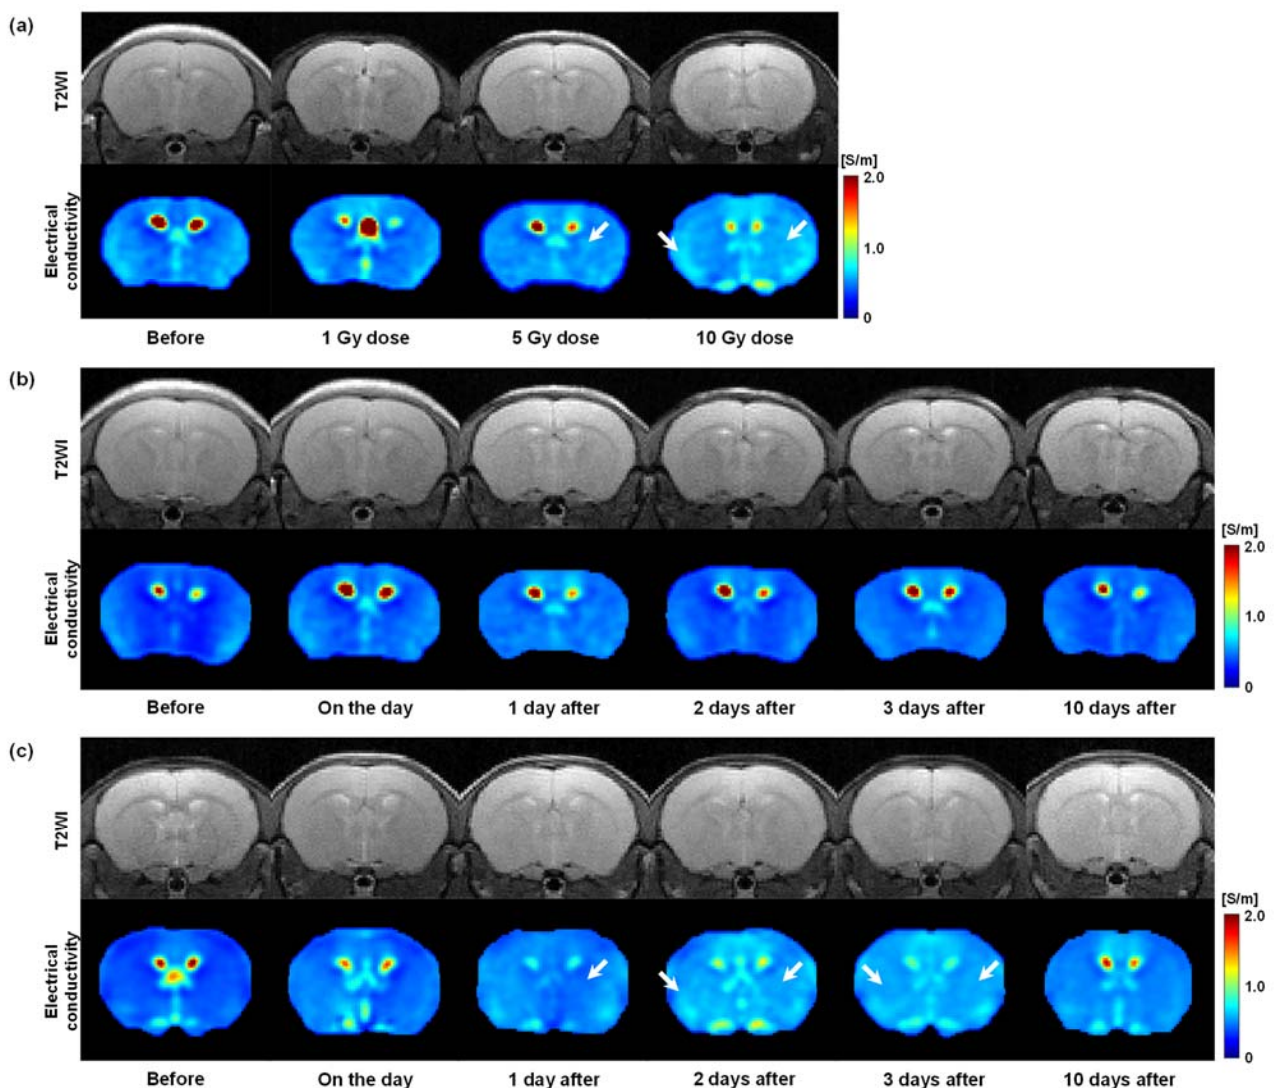 (a)
T2WI
[S/m]
2.0
Electrical
conductivity
1.0
0
Before
1 Gy dose
5 Gy dose
10 Gy dose
(b)
T2WI
[S/m]
2.0
Electrical
conductivity
1.0
0
Before
On the day
1 day after
2 days after
3 days after
10 days after
(c)
T2WI
[S/m]
2.0
Electrical
conductivity
1.0
0
Before
On the day
1 day after
2 days after
3 days after
10 days after